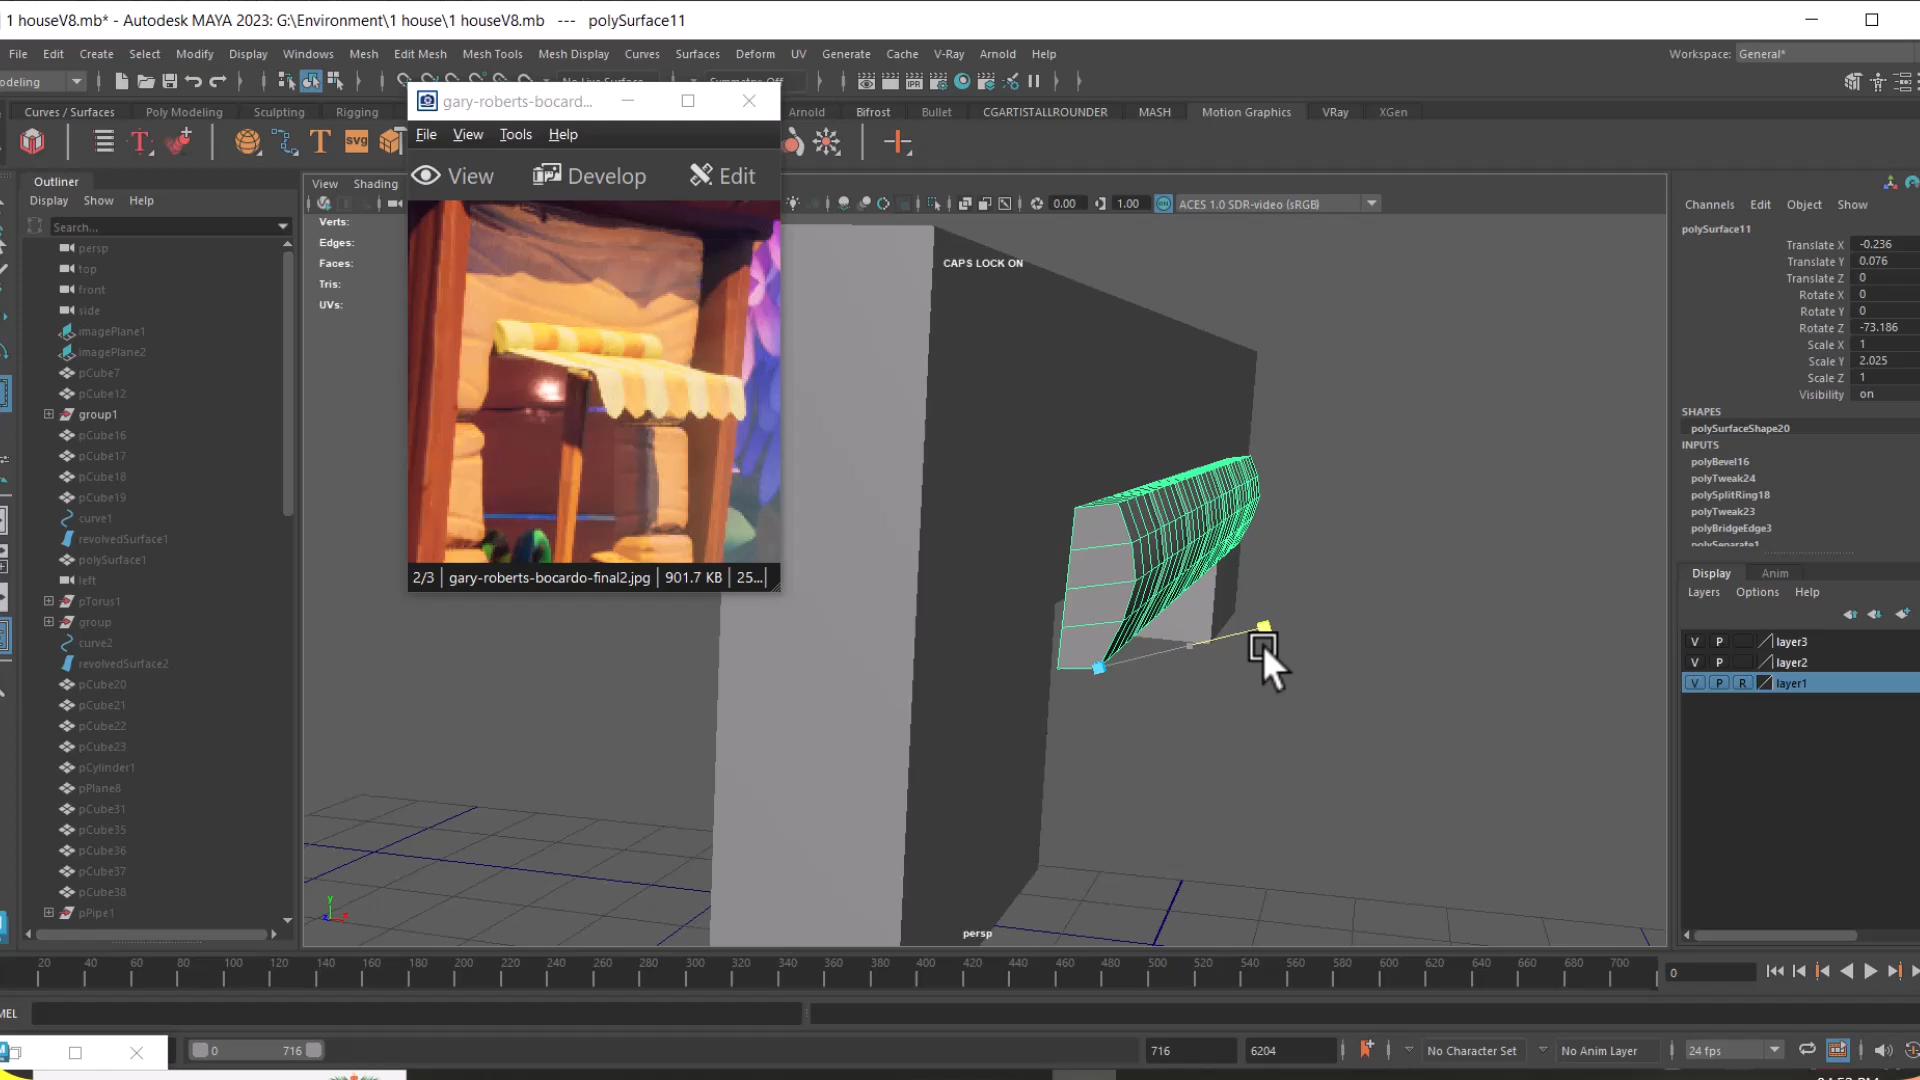 1 houseV8.mb* - Autodesk MAYA 2023: G:\Environment\1 house\1 houseV8.mb --- polySurface11
File Edit Create Select Modify Display Windows Mesh Edit Mesh Mesh Tools Mesh Display Curves Surfaces Deform UV Generate Cache V-Ray Arnold Help
Workspace: General*
Curves / Surfaces Poly Modeling Sculpting Rigging Arnold Bifrost Bullet CGARTISTALLROUNDER MASH Motion Graphics VRay XGen
gary-roberts-bocard...
File View Tools Help
View Develop Edit
2/3 gary-roberts-bocardo-final2.jpg 901.7 KB 25...
Outliner
Display Show Help
Search...
persp
top
front
side
imagePlane1
imagePlane2
pCube7
pCube12
group1
pCube16
pCube17
pCube18
pCube19
curve1
revolvedSurface1
polySurface1
left
pTorus1
group
curve2
revolvedSurface2
pCube20
pCube21
pCube22
pCube23
pCylinder1
pPlane8
pCube31
pCube35
pCube36
pCube37
pCube38
pPipe1
View Shading
0.00 1.00 ACES 1.0 SDR-video (sRGB)
Verts:
Edges:
Faces:
Tris:
UVs:
CAPS LOCK ON
persp
Channels Edit Object Show
polySurface11
Translate X -0.236
Translate Y 0.076
Translate Z 0
Rotate X 0
Rotate Y 0
Rotate Z -73.186
Scale X 1
Scale Y 2.025
Scale Z 1
Visibility on
SHAPES
polySurfaceShape20
INPUTS
polyBevel16
polyTweak24
polySplitRing18
polyTweak23
polyBridgeEdge3
Display Anim
Layers Options Help
V P layer3
V P layer2
V P R layer1
20 40 60 80 100 120 140 160 180 200 220 240 260 280 300 320 340 360 380 400 420 440 460 480 500 520 540 560 580 600 620 640 660 680 700
0
0 716 716 6204 No Character Set No Anim Layer 24 fps